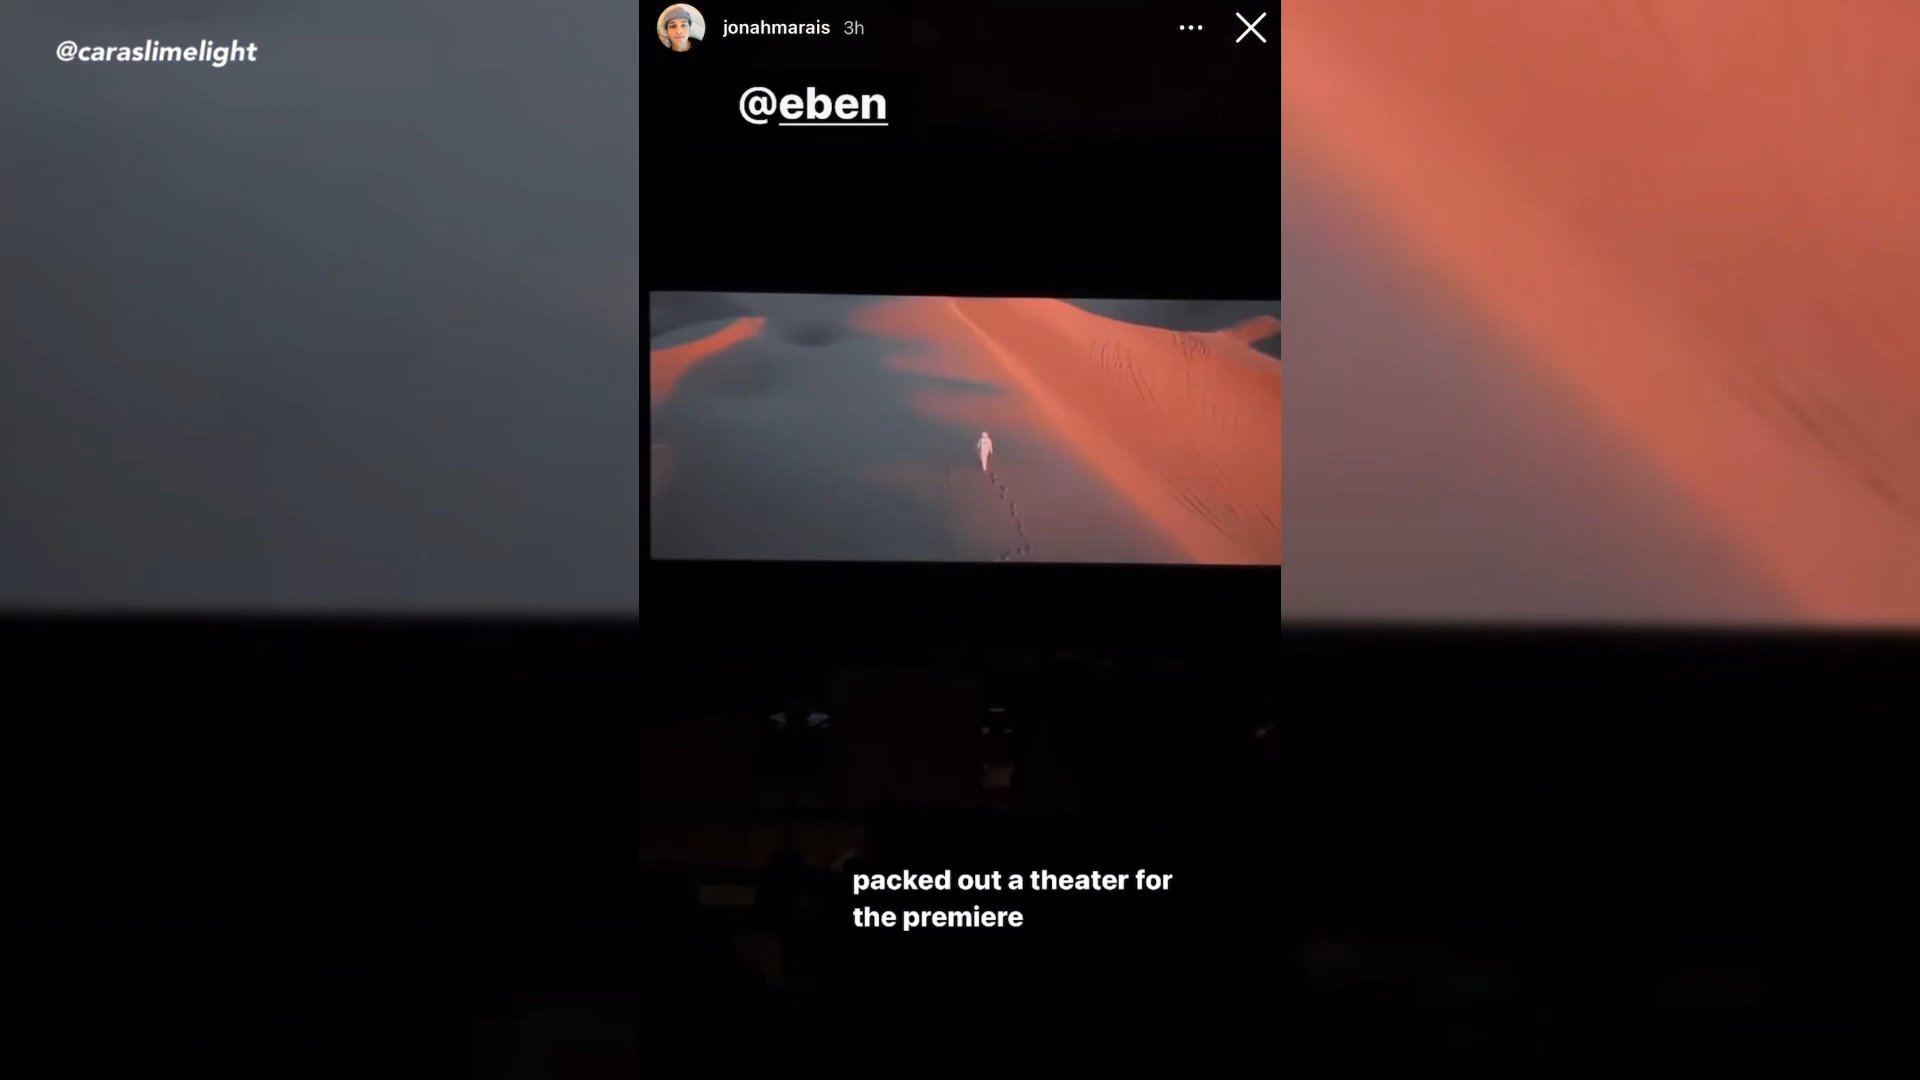 @caraslimelight
jonahmarais 3h
@eben
packed out a theater for
the premiere